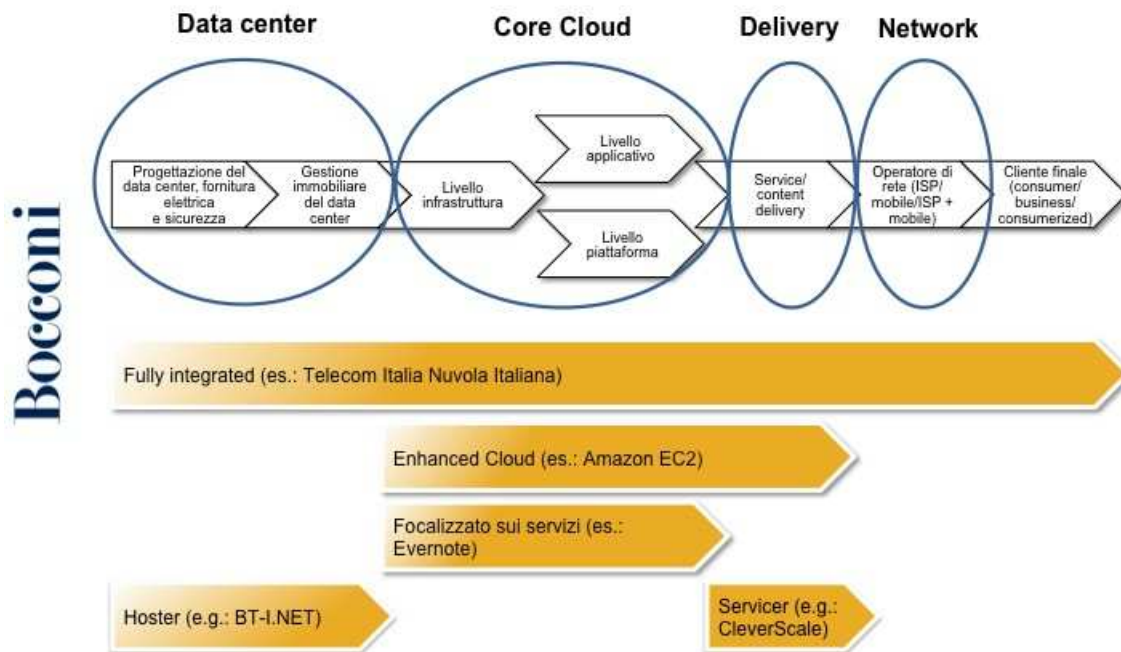 Data center
Core Cloud
Delivery
Network
Progettazione del
data center, fornitura
elettrica
e sicurezza
Gestione
immobiliare
del data
center
Livello
infrastruttura
Livello
applicativo
Livello
piattaforma
Service/
content
delivery
Operatore di
rete (ISP/
mobile/ISP +
mobile)
Cliente finale
(consumer/
business/
consumerized)
Bocconi
Fully integrated (es.: Telecom Italia Nuvola Italiana)
Enhanced Cloud (es.: Amazon EC2)
Focalizzato sui servizi (es.:
Evernote)
Hoster (e.g.: BT-I.NET)
Servicer (e.g.:
CleverScale)